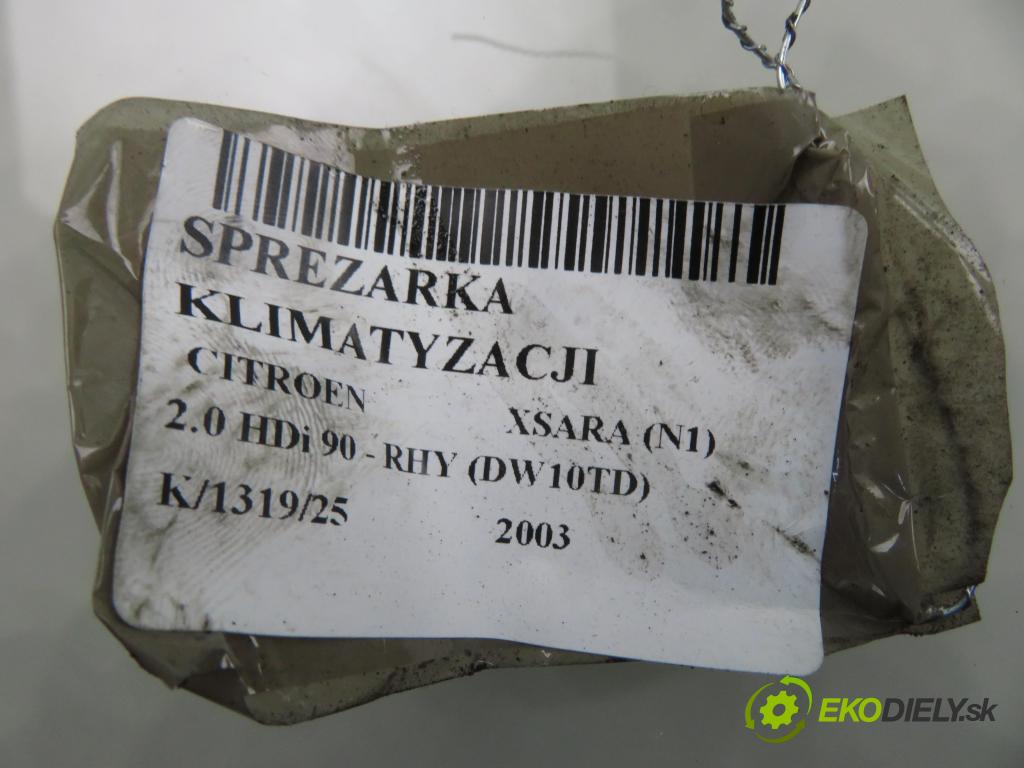 SPREZARKA
KLIMATYZACJI
CITROEN XSARA (N1)
2.0 HDi 90 - RHY (DW10TD)
K/1319/25 2003
EKODIELY.sk